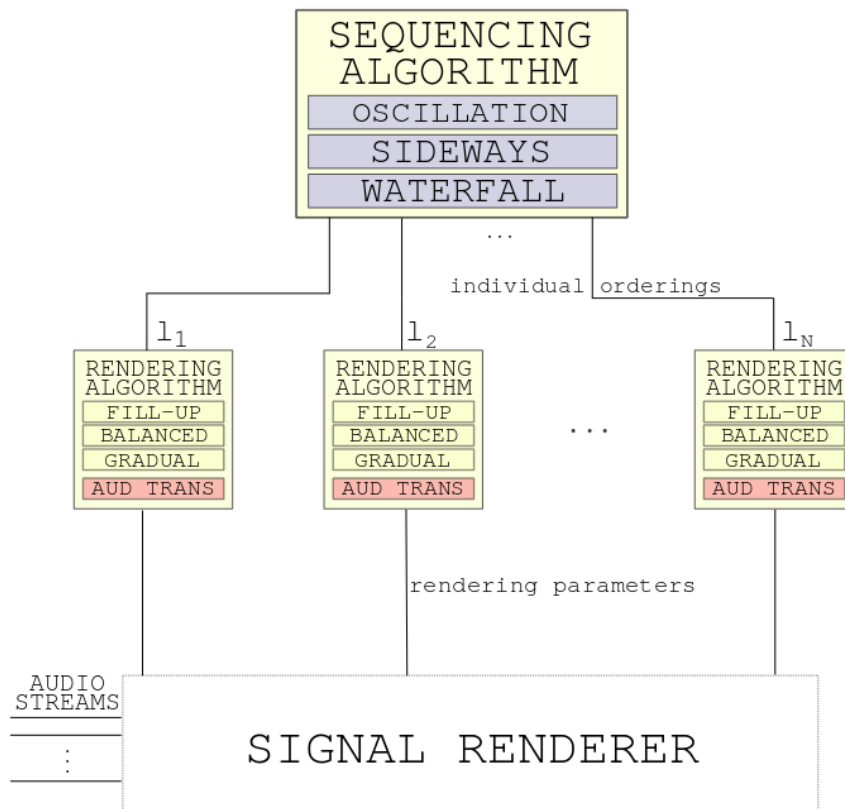 SEQUENCING
ALGORITHM
OSCILLATION
SIDEWAYS
WATERFALL
...
individual orderings
l₁
l₂
l_N
RENDERING
ALGORITHM
FILL-UP
BALANCED
GRADUAL
AUD TRANS
RENDERING
ALGORITHM
FILL-UP
BALANCED
GRADUAL
AUD TRANS
...
RENDERING
ALGORITHM
FILL-UP
BALANCED
GRADUAL
AUD TRANS
rendering parameters
AUDIO
STREAMS
...
SIGNAL RENDERER